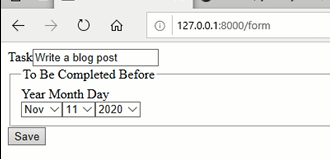 127.0.0.1:8000/form
Task Write a blog post
To Be Completed Before
Year Month Day
Nov 11 2020
Save